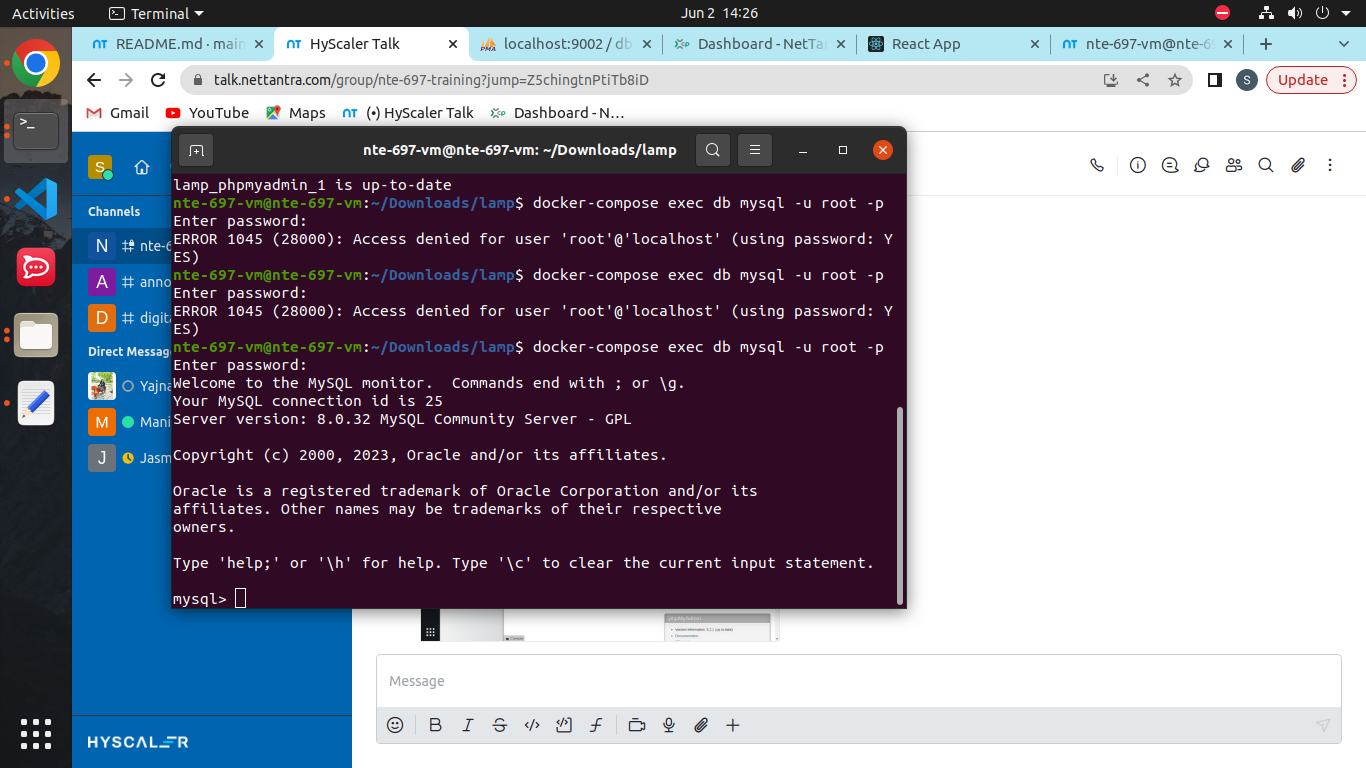 Activities
Terminal
Jun 2 14:26
README.md · main
HyScaler Talk
localhost:9002 / db
Dashboard - NetTan
React App
nte-697-vm@nte-69
talk.nettantra.com/group/nte-697-training?jump=Z5chingtnPtiTb8iD
S
Update
Gmail
YouTube
Maps
(•) HyScaler Talk
Dashboard - N…
nte-697-vm@nte-697-vm: ~/Downloads/lamp
S
Channels
N nte-6
A anno
D digita
Direct Messag
Yajna
M Mani
J Jasm
HYSCALER
lamp_phpmyadmin_1 is up-to-date
nte-697-vm@nte-697-vm:~/Downloads/lamp$ docker-compose exec db mysql -u root -p
Enter password:
ERROR 1045 (28000): Access denied for user 'root'@'localhost' (using password: Y
ES)
nte-697-vm@nte-697-vm:~/Downloads/lamp$ docker-compose exec db mysql -u root -p
Enter password:
ERROR 1045 (28000): Access denied for user 'root'@'localhost' (using password: Y
ES)
nte-697-vm@nte-697-vm:~/Downloads/lamp$ docker-compose exec db mysql -u root -p
Enter password:
Welcome to the MySQL monitor.  Commands end with ; or \g.
Your MySQL connection id is 25
Server version: 8.0.32 MySQL Community Server - GPL
Copyright (c) 2000, 2023, Oracle and/or its affiliates.
Oracle is a registered trademark of Oracle Corporation and/or its
affiliates. Other names may be trademarks of their respective
owners.
Type 'help;' or '\h' for help. Type '\c' to clear the current input statement.
mysql>
phpMyAdmin
Documentation
Message